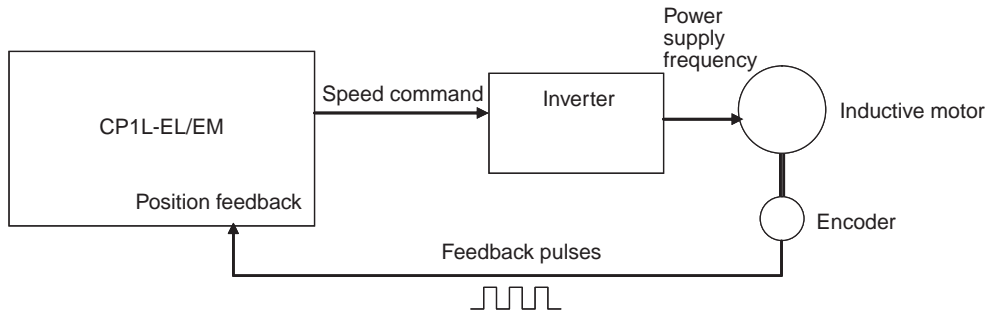 Power
supply
frequency
Speed command
Inverter
CP1L-EL/EM
Inductive motor
Position feedback
Encoder
Feedback pulses